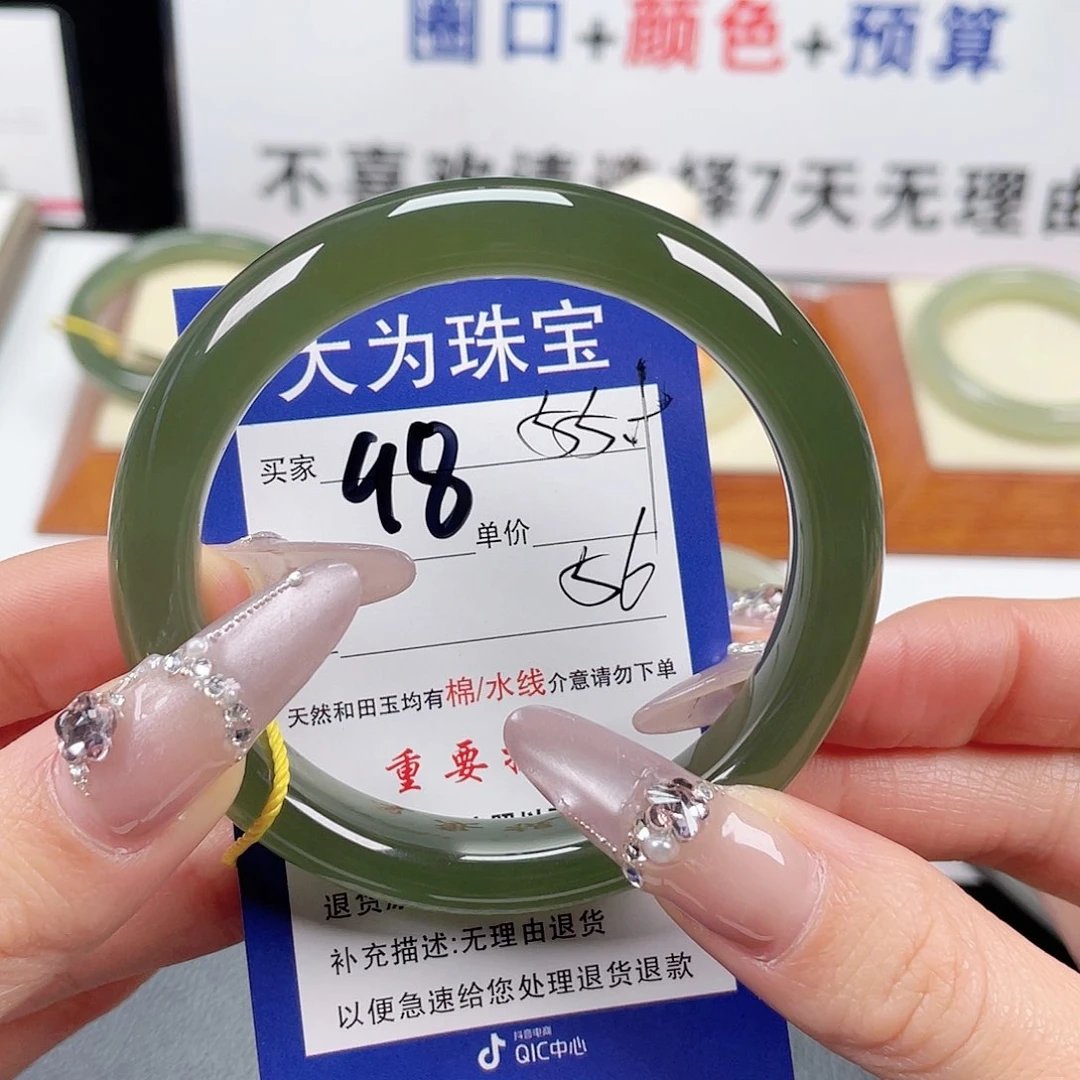 圈口+颜色+预算
不喜欢请选择7天无理由
大为珠宝
买家 98 55.
单价
56
天然和田玉均有棉/水线介意请勿下单
重要
退货
补充描述:无理由退货
以便急速给您处理退货退款
抖音电商
QIC中心